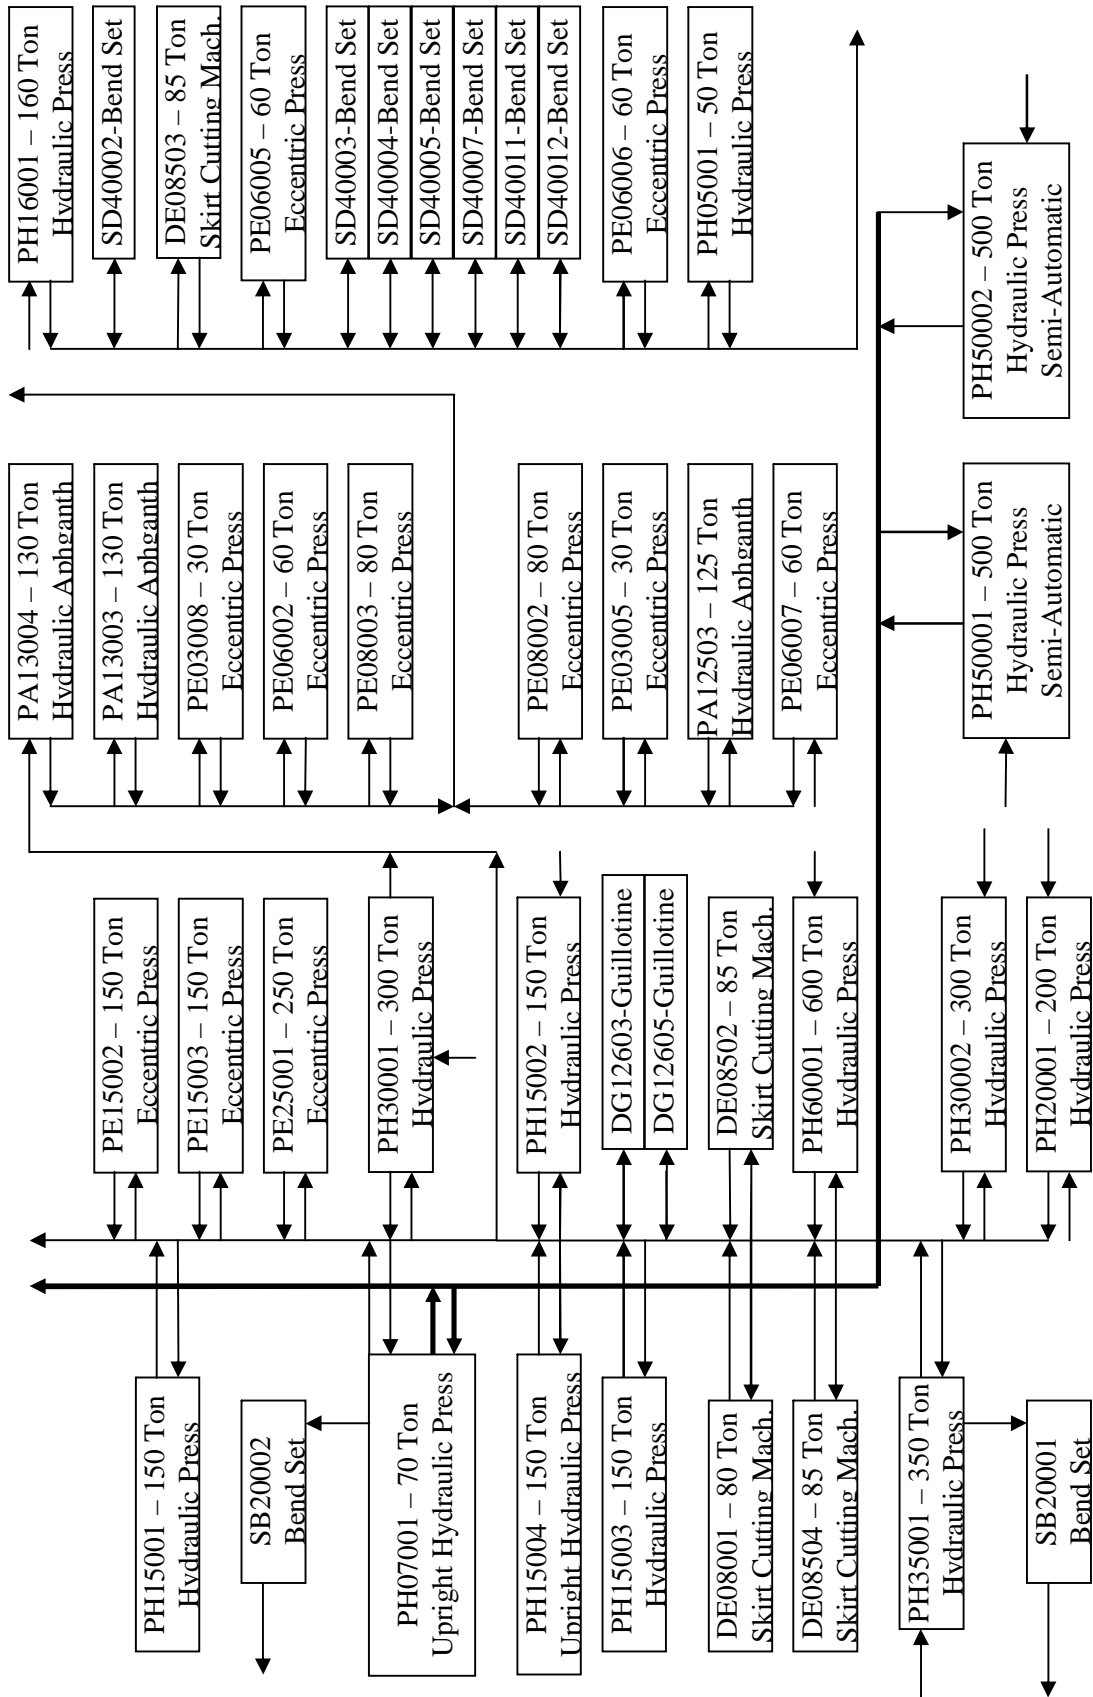 SB20001
Bend Set
PH35001 – 350 Ton
Hydraulic Press
DE08504 – 85 Ton
Skirt Cutting Mach.
DE08001 – 80 Ton
Skirt Cutting Mach.
PH15003 – 150 Ton
Hydraulic Press
PH15004 – 150 Ton
Upright Hydraulic Press
PH07001 – 70 Ton
Upright Hydraulic Press
SB20002
Bend Set
PH15001 – 150 Ton
Hydraulic Press
PH20001 – 200 Ton
Hydraulic Press
PH30002 – 300 Ton
Hydraulic Press
PH60001 – 600 Ton
Hydraulic Press
DE08502 – 85 Ton
Skirt Cutting Mach.
DG12605-Guillotine
DG12603-Guillotine
PH15002 – 150 Ton
Hydraulic Press
PH30001 – 300 Ton
Hydraulic Press
PE25001 – 250 Ton
Eccentric Press
PE15003 – 150 Ton
Eccentric Press
PE15002 – 150 Ton
Eccentric Press
PH50001 – 500 Ton
Hydraulic Press
Semi-Automatic
PE06007 – 60 Ton
Eccentric Press
PA12503 – 125 Ton
Hydraulic Aphganth
PE03005 – 30 Ton
Eccentric Press
PE08002 – 80 Ton
Eccentric Press
PE08003 – 80 Ton
Eccentric Press
PE06002 – 60 Ton
Eccentric Press
PE03008 – 30 Ton
Eccentric Press
PA13003 – 130 Ton
Hydraulic Aphganth
PA13004 – 130 Ton
Hydraulic Aphganth
PH50002 – 500 Ton
Hydraulic Press
Semi-Automatic
PH05001 – 50 Ton
Hydraulic Press
PE06006 – 60 Ton
Eccentric Press
SD40012-Bend Set
SD40011-Bend Set
SD40007-Bend Set
SD40005-Bend Set
SD40004-Bend Set
SD40003-Bend Set
PE06005 – 60 Ton
Eccentric Press
DE08503 – 85 Ton
Skirt Cutting Mach.
SD40002-Bend Set
PH16001 – 160 Ton
Hydraulic Press